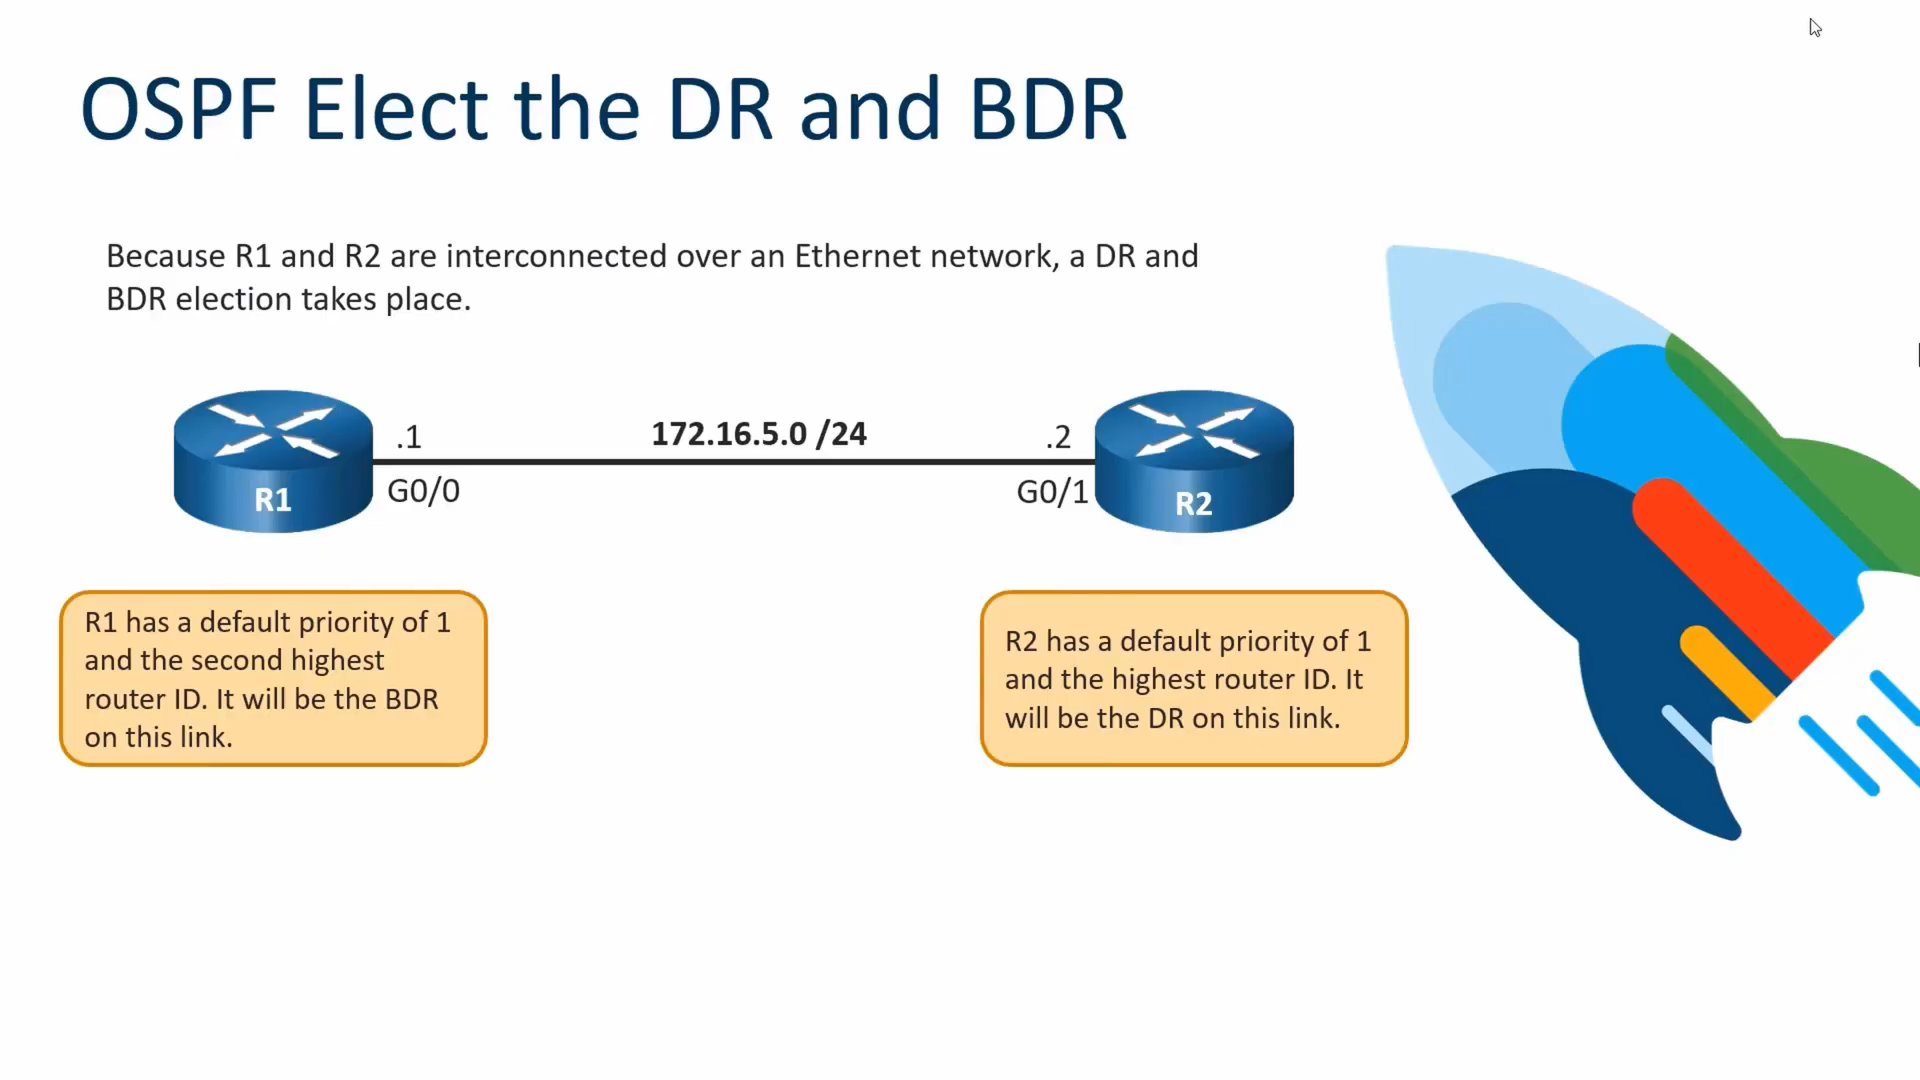 OSPF Elect the DR and BDR
Because R1 and R2 are interconnected over an Ethernet network, a DR and
BDR election takes place.
.1
172.16.5.0 /24
.2
R1
G0/0
G0/1
R2
R1 has a default priority of 1
and the second highest
router ID. It will be the BDR
on this link.
R2 has a default priority of 1
and the highest router ID. It
will be the DR on this link.